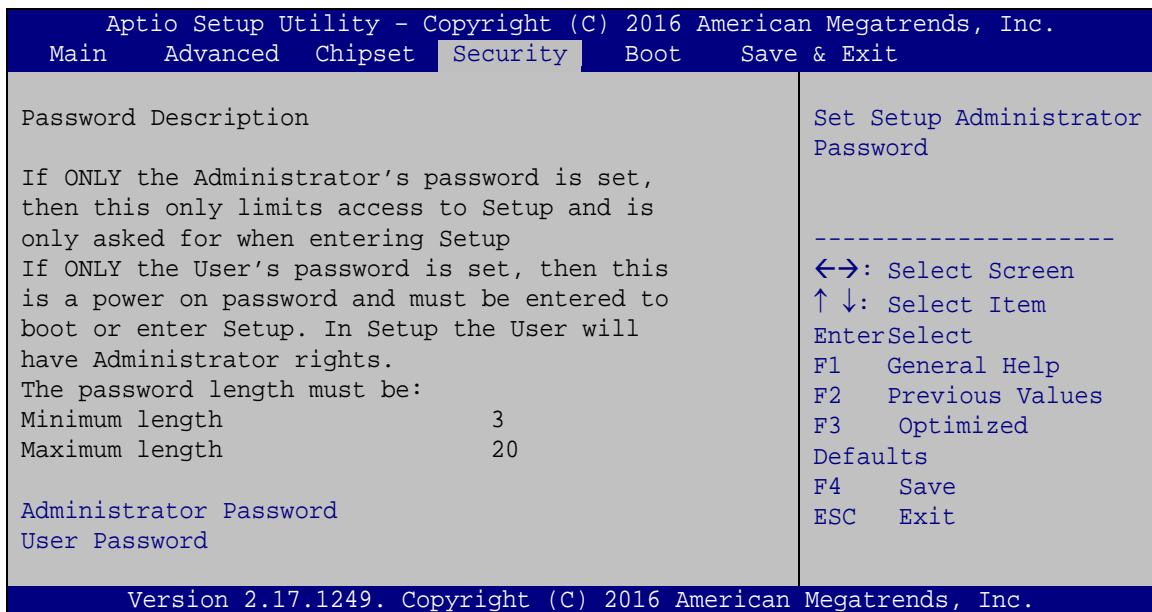 Aptio Setup Utility – Copyright (C) 2016 American Megatrends, Inc.
Main Advanced Chipset Security Boot Save & Exit
Password Description
If ONLY the Administrator's password is set,
then this only limits access to Setup and is
only asked for when entering Setup
If ONLY the User's password is set, then this
is a power on password and must be entered to
boot or enter Setup. In Setup the User will
have Administrator rights.
The password length must be:
Minimum length 3
Maximum length 20
Administrator Password
User Password
Set Setup Administrator
Password
---------------------
←→: Select Screen
↑ ↓: Select Item
EnterSelect
F1 General Help
F2 Previous Values
F3 Optimized
Defaults
F4 Save
ESC Exit
Version 2.17.1249. Copyright (C) 2016 American Megatrends, Inc.